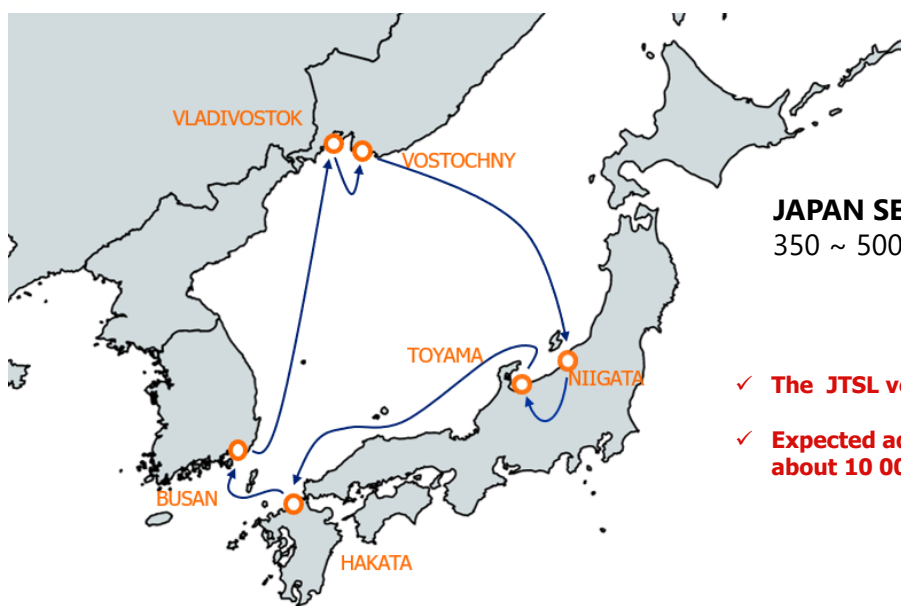 VLADIVOSTOK
VOSTOCHNY
JAPAN SE
350 ~ 500
TOYAMA
NIIGATA
✓ The JTSL v
✓ Expected a
about 10 00
BUSAN
HAKATA